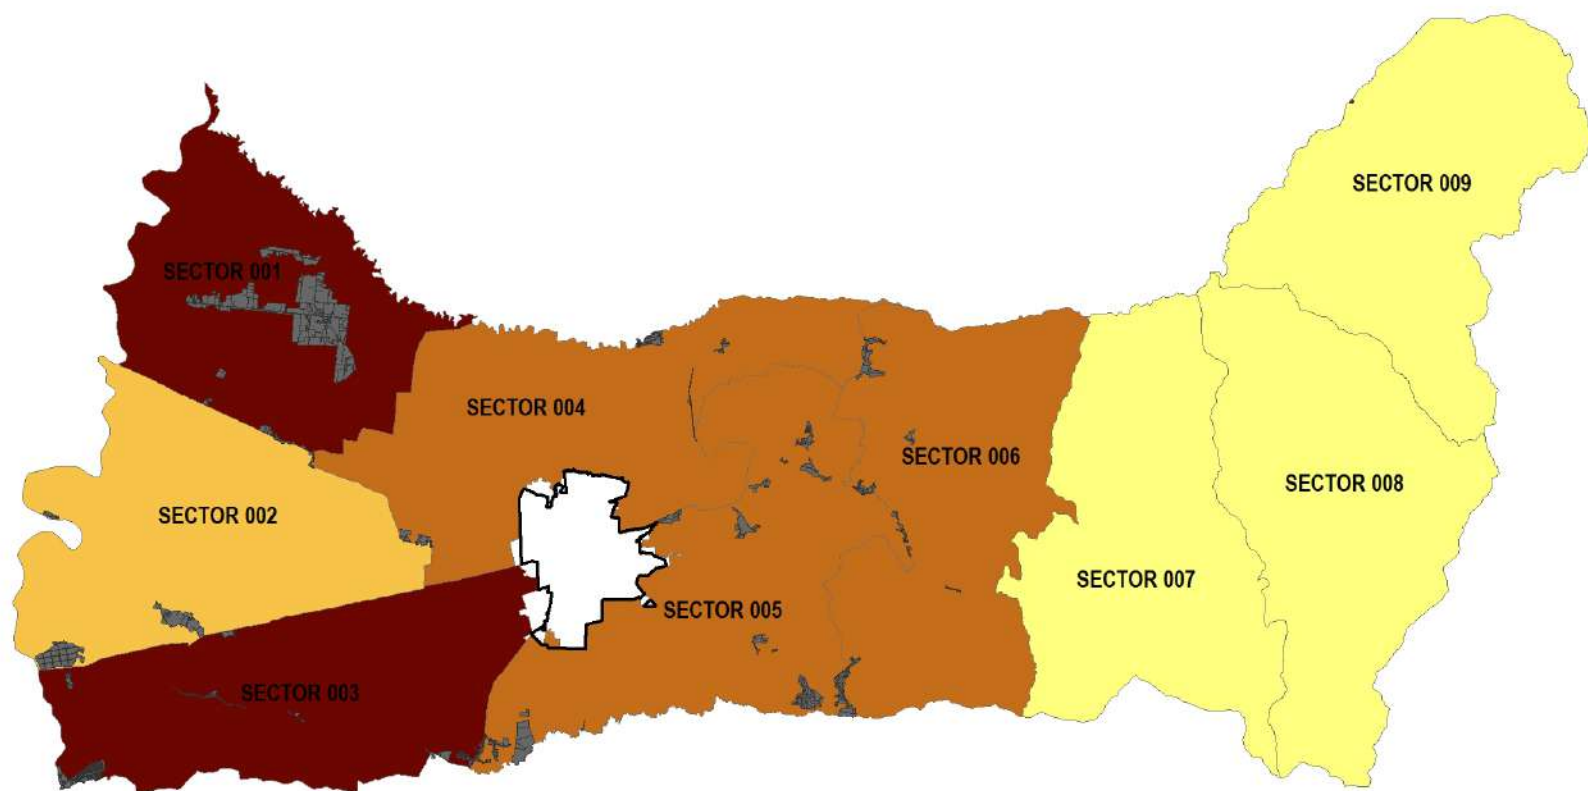 SECTOR 009
SECTOR 001
SECTOR 004
SECTOR 006
SECTOR 008
SECTOR 002
SECTOR 007
SECTOR 005
SECTOR 003